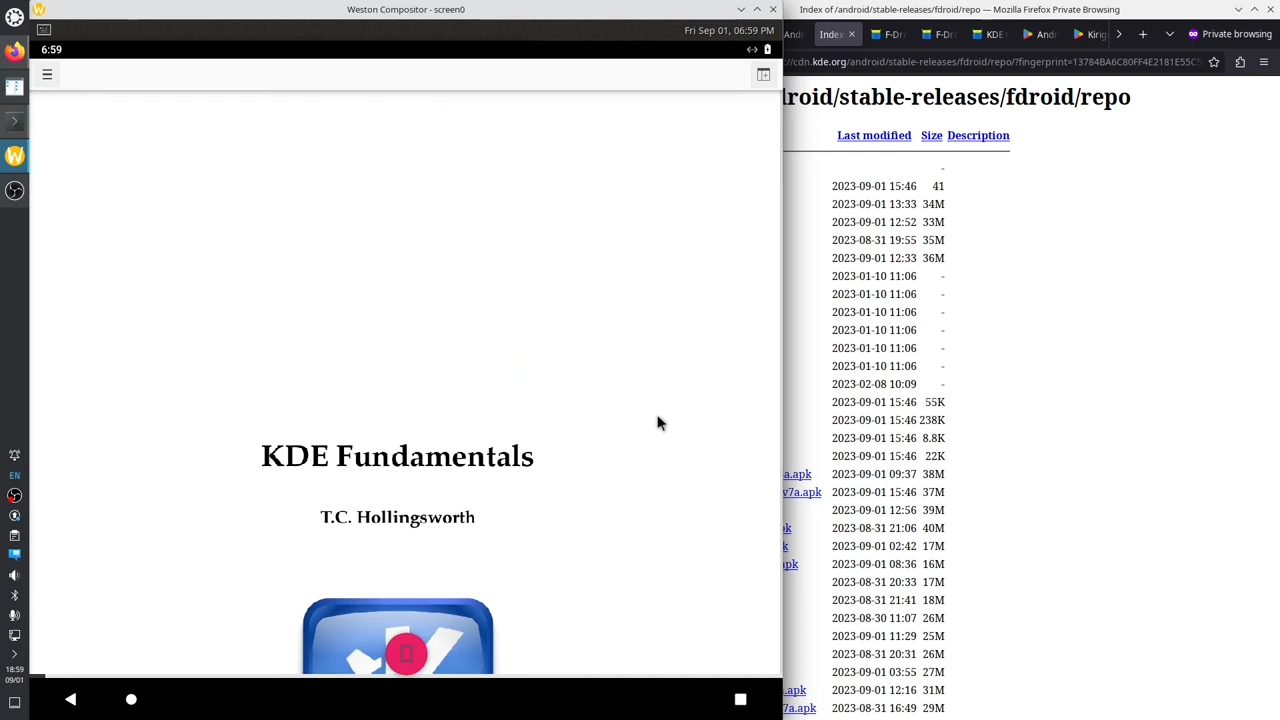 Weston Compositor - screen0
Fri Sep 01, 06:59 PM
6:59
KDE Fundamentals
T.C. Hollingsworth
EN
18:59
09/01
Index of /android/stable-releases/fdroid/repo — Mozilla Firefox Private Browsing
Andr
Index
F-Dro
F-Dro
KDE
Andr
Kirig
Private browsing
://cdn.kde.org/android/stable-releases/fdroid/repo/?fingerprint=13784BA6C80FF4E2181E55C5
droid/stable-releases/fdroid/repo
Last modified Size Description
-
2023-09-01 15:46 41
2023-09-01 13:33 34M
2023-09-01 12:52 33M
2023-08-31 19:55 35M
2023-09-01 12:33 36M
2023-01-10 11:06 -
2023-01-10 11:06 -
2023-01-10 11:06 -
2023-01-10 11:06 -
2023-01-10 11:06 -
2023-01-10 11:06 -
2023-02-08 10:09 -
2023-09-01 15:46 55K
2023-09-01 15:46 238K
2023-09-01 15:46 8.8K
2023-09-01 15:46 22K
a.apk 2023-09-01 09:37 38M
v7a.apk 2023-09-01 15:46 37M
2023-09-01 12:56 39M
pk 2023-08-31 21:06 40M
k 2023-09-01 02:42 17M
apk 2023-09-01 08:36 16M
2023-08-31 20:33 17M
2023-08-31 21:41 18M
2023-08-30 11:07 26M
2023-09-01 11:29 25M
2023-08-31 20:31 26M
2023-09-01 03:55 27M
a.apk 2023-09-01 12:16 31M
7a.apk 2023-08-31 16:49 29M